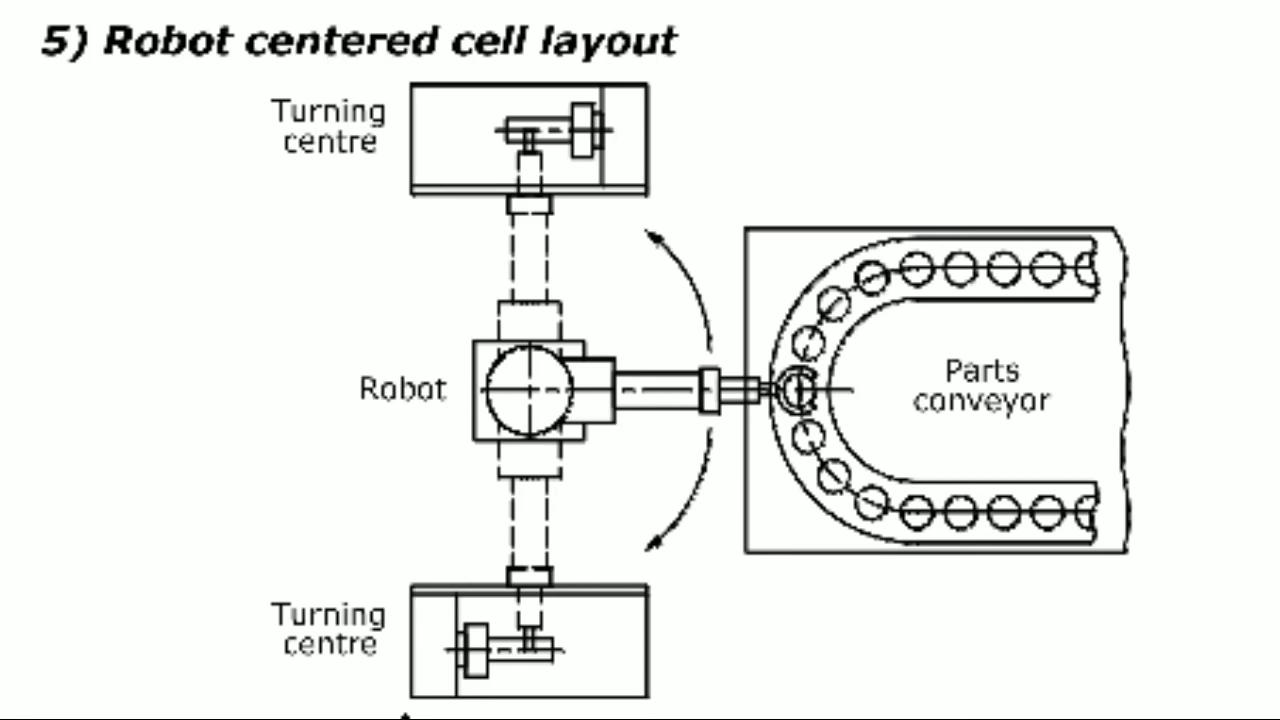 5) Robot centered cell layout
Turning
centre
Robot
Parts
conveyor
Turning
centre